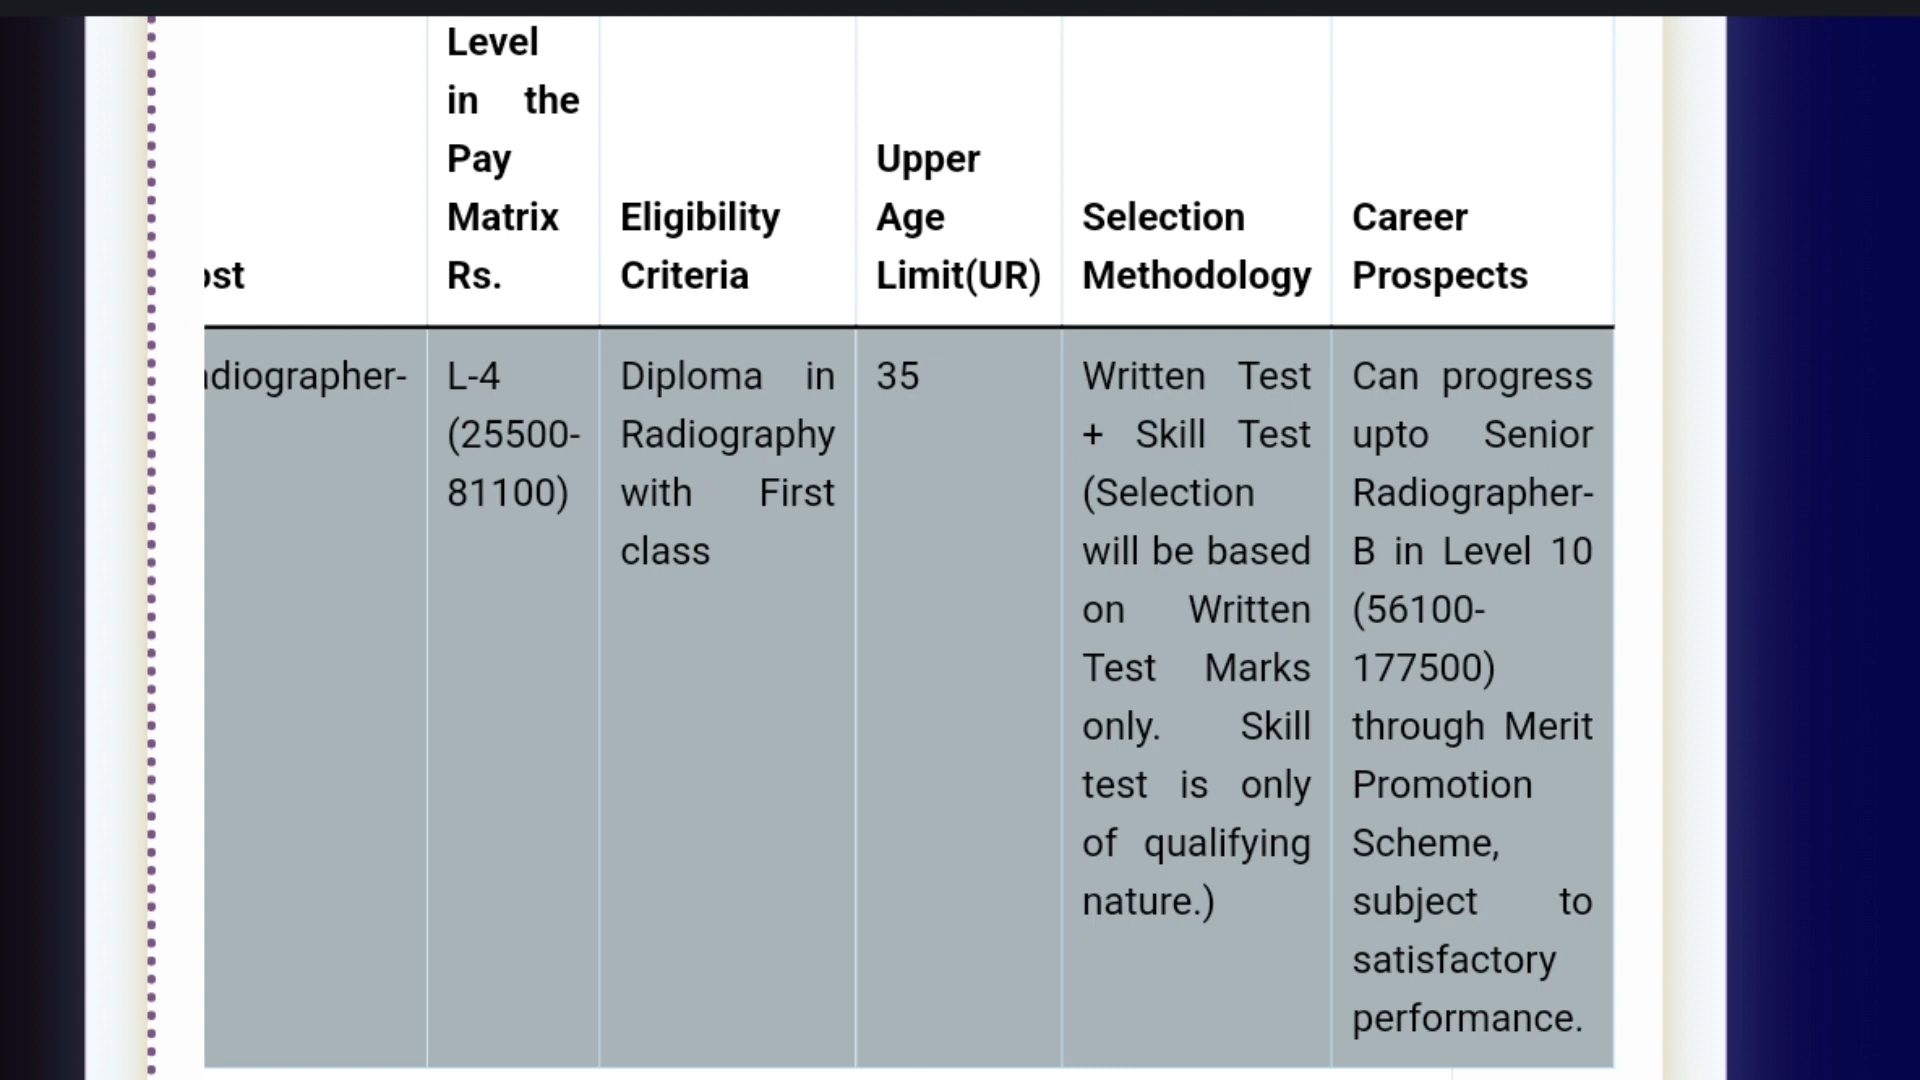 Level
in the
Pay
Matrix
Rs.
Eligibility
Criteria
Upper
Age
Limit(UR)
Selection
Methodology
Career
Prospects
L-4
(25500-
81100)
Diploma in
Radiography
with First
class
35
Written Test
+ Skill Test
(Selection
will be based
on Written
Test Marks
only. Skill
test is only
of qualifying
nature.)
Can progress
upto Senior
Radiographer-
B in Level 10
(56100-
177500)
through Merit
Promotion
Scheme,
subject to
satisfactory
performance.